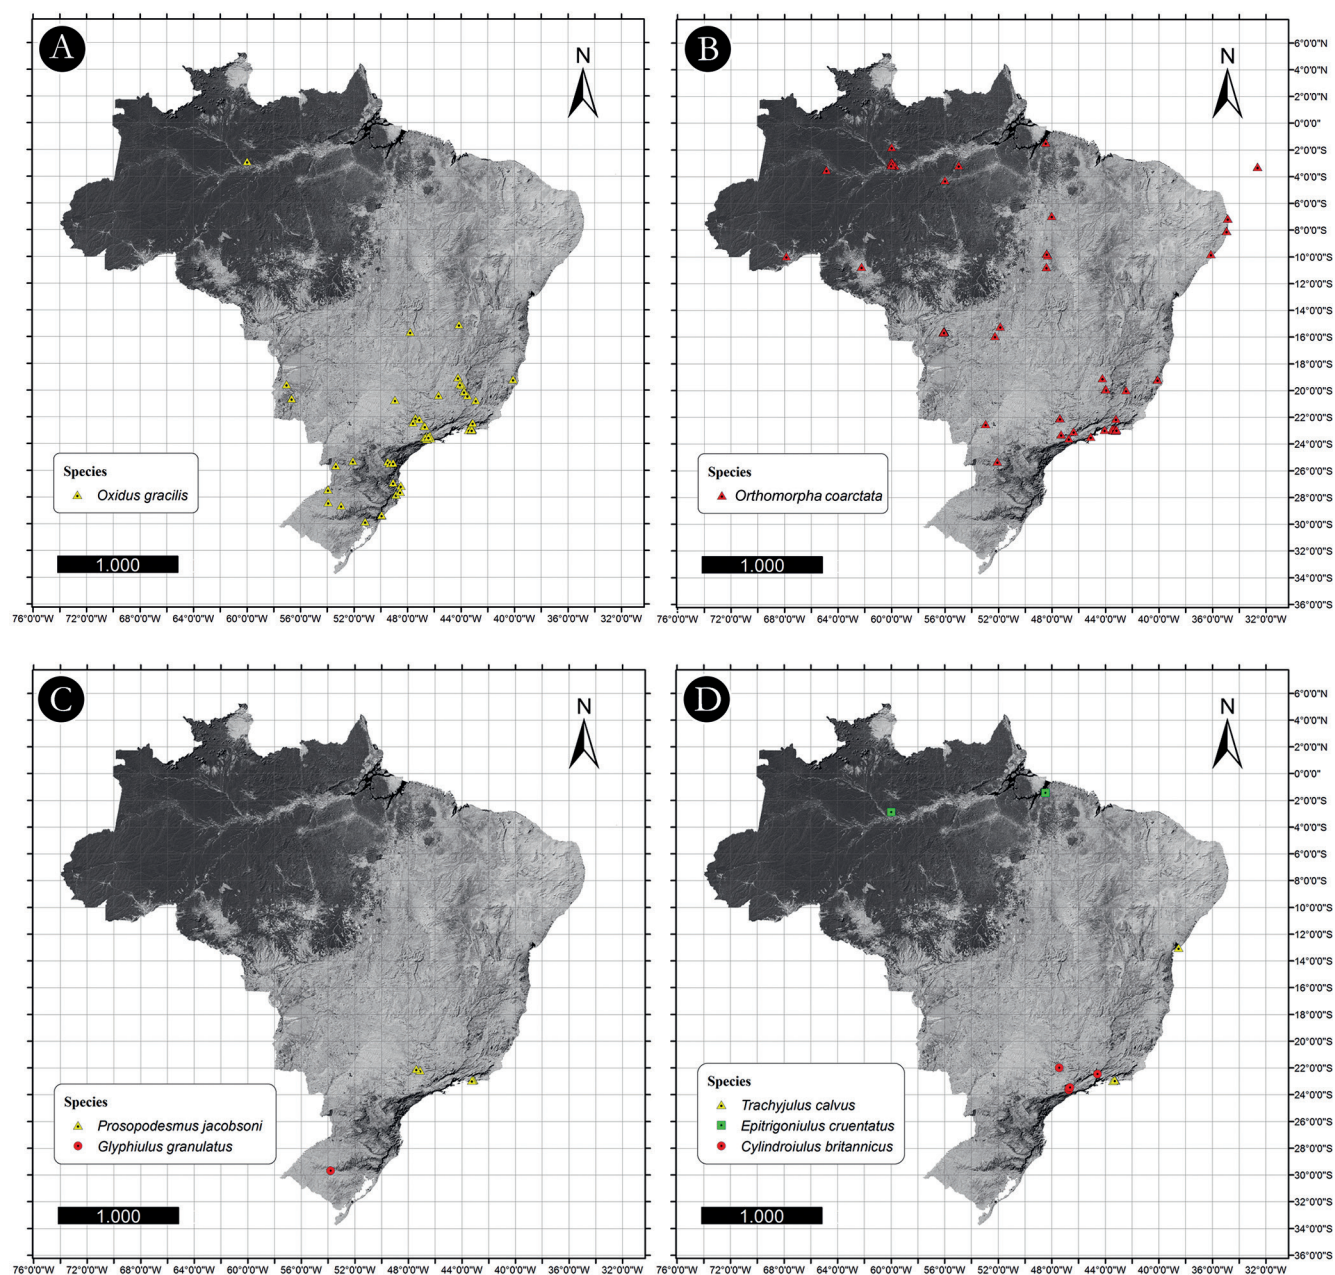 A
N
Species
Oxidus gracilis
1.000
76°0'0"W 68°0'0"W 60°0'0"W 56°0'0"W 52°0'0"W 48°0'0"W 44°0'0"W 40°0'0"W 36°0'0"W 32°0'0"W
B
N
6°0'0"N
4°0'0"N
2°0'0"N
0°0'0"
2°0'0"S
4°0'0"S
6°0'0"S
8°0'0"S
10°0'0"S
12°0'0"S
14°0'0"S
16°0'0"S
18°0'0"S
20°0'0"S
22°0'0"S
24°0'0"S
26°0'0"S
28°0'0"S
30°0'0"S
32°0'0"S
34°0'0"S
36°0'0"S
Species
Orthomorpha coarctata
1.000
76°0'0"W 72°0'0"W 68°0'0"W 64°0'0"W 60°0'0"W 56°0'0"W 52°0'0"W 48°0'0"W 44°0'0"W 40°0'0"W 36°0'0"W 32°0'0"W
C
N
Species
Prosopodesmus jacobsoni
Glyphiulus granulatus
1.000
76°0'0"W 68°0'0"W 60°0'0"W 56°0'0"W 52°0'0"W 48°0'0"W 44°0'0"W 40°0'0"W 36°0'0"W 32°0'0"W
D
N
6°0'0"N
4°0'0"N
2°0'0"N
0°0'0"
2°0'0"S
4°0'0"S
6°0'0"S
8°0'0"S
10°0'0"S
12°0'0"S
14°0'0"S
16°0'0"S
18°0'0"S
20°0'0"S
22°0'0"S
24°0'0"S
26°0'0"S
28°0'0"S
30°0'0"S
32°0'0"S
34°0'0"S
36°0'0"S
Species
Trachyjulus calvus
Epitrigoniulus cruentatus
Cylindroiulus britannicus
1.000
76°0'0"W 72°0'0"W 68°0'0"W 64°0'0"W 60°0'0"W 56°0'0"W 52°0'0"W 48°0'0"W 44°0'0"W 40°0'0"W 36°0'0"W 32°0'0"W